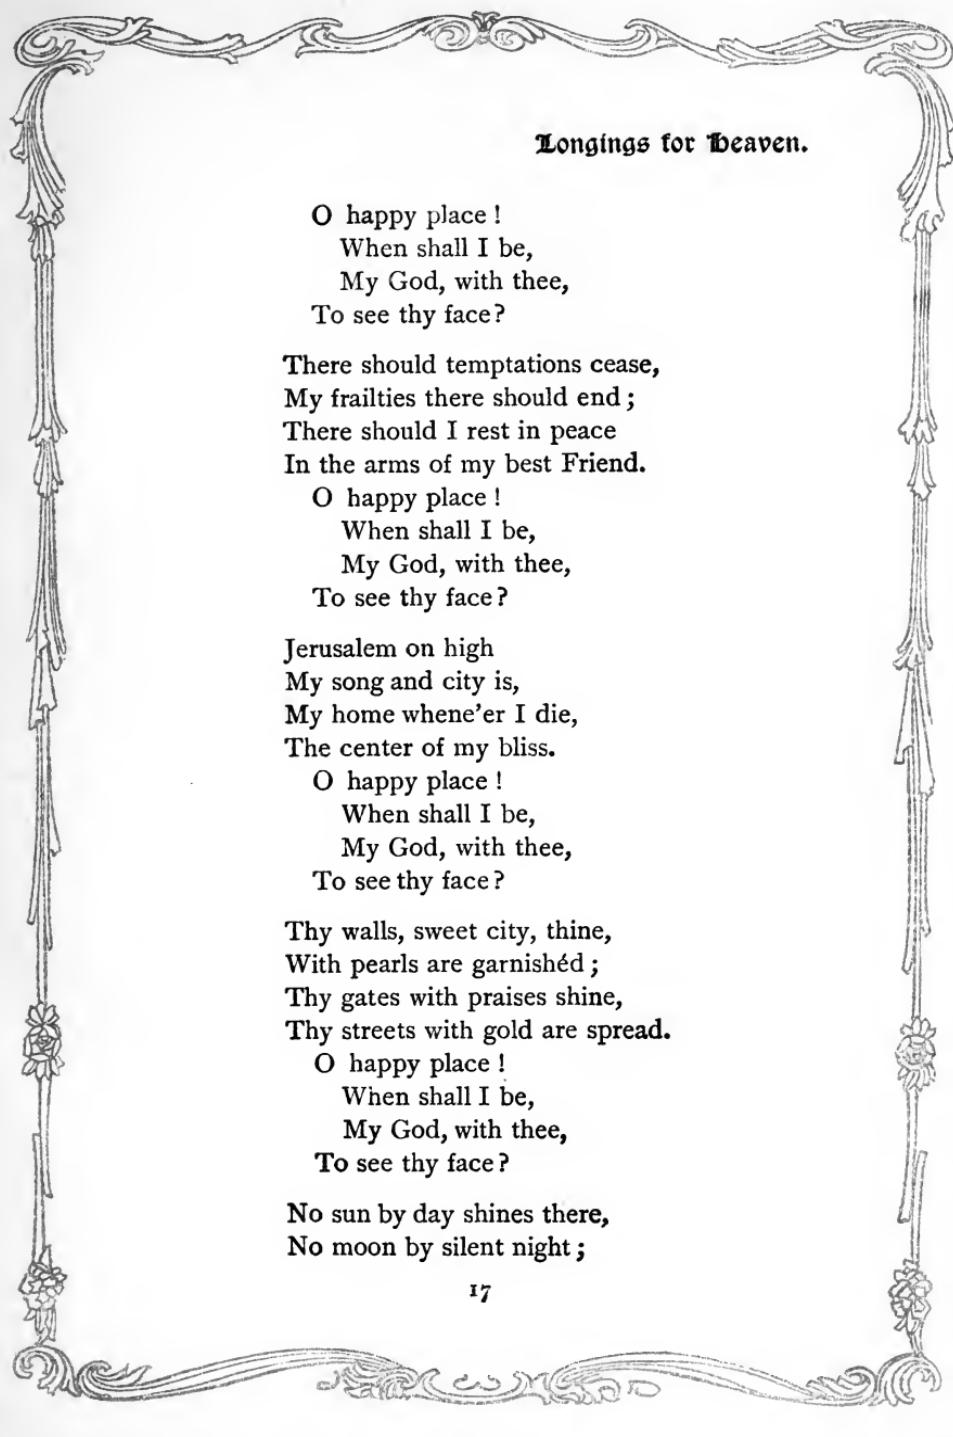 Longings for Heaven.
O happy place !
When shall I be,
My God, with thee,
To see thy face ?
There should temptations cease,
My frailties there should end ;
There should I rest in peace
In the arms of my best Friend.
O happy place !
When shall I be,
My God, with thee,
To see thy face ?
Jerusalem on high
My song and city is,
My home whene'er I die,
The center of my bliss.
O happy place !
When shall I be,
My God, with thee,
To see thy face ?
Thy walls, sweet city, thine,
With pearls are garnishéd ;
Thy gates with praises shine,
Thy streets with gold are spread.
O happy place !
When shall I be,
My God, with thee,
To see thy face ?
No sun by day shines there,
No moon by silent night ;
17